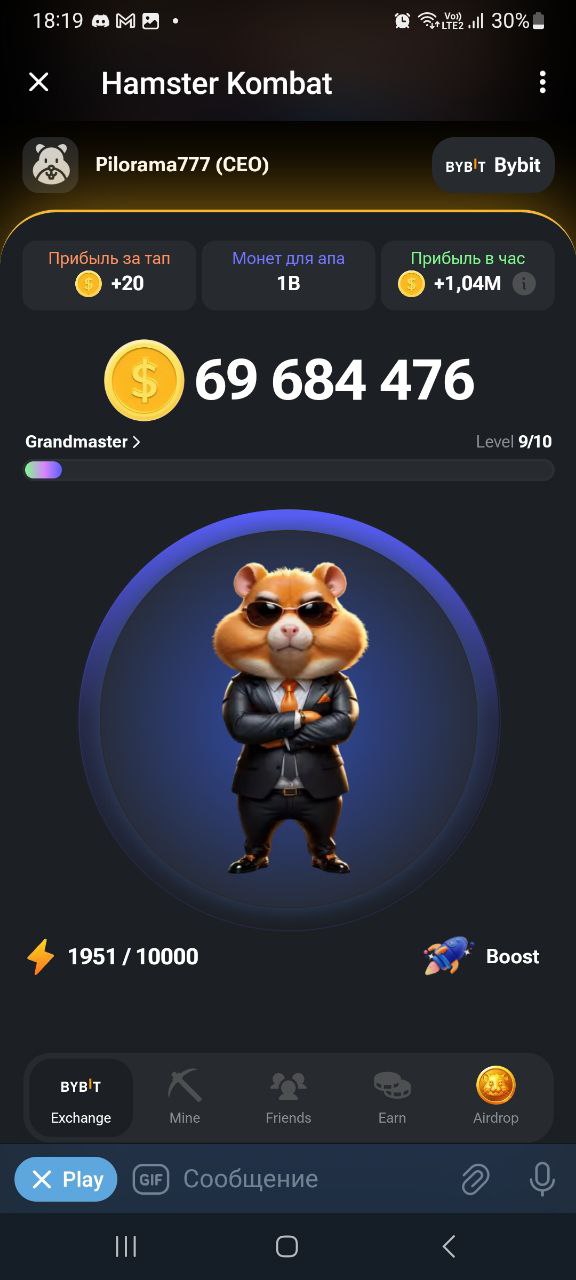 18:19 Vo)) LTE2 30%
Hamster Kombat
Pilorama777 (CEO) BYBIT Bybit
Прибыль за тап Монет для апа Прибыль в час
$ +20 1B $ +1,04M i
$ 69 684 476
Grandmaster > Level 9/10
1951 / 10000 Boost
BYBIT
Exchange Mine Friends Earn Airdrop
Play GIF Сообщение